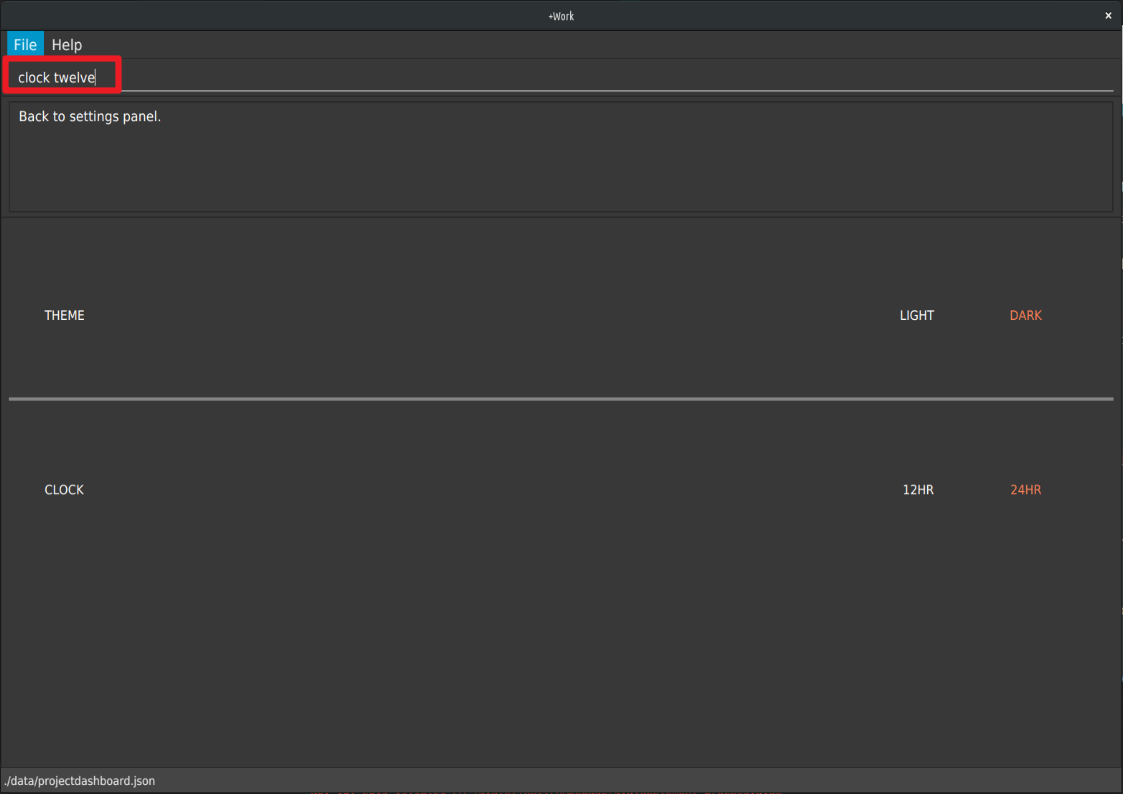 +Work
File Help
clock twelve
Back to settings panel.
THEME LIGHT DARK
CLOCK 12HR 24HR
./data/projectdashboard.json